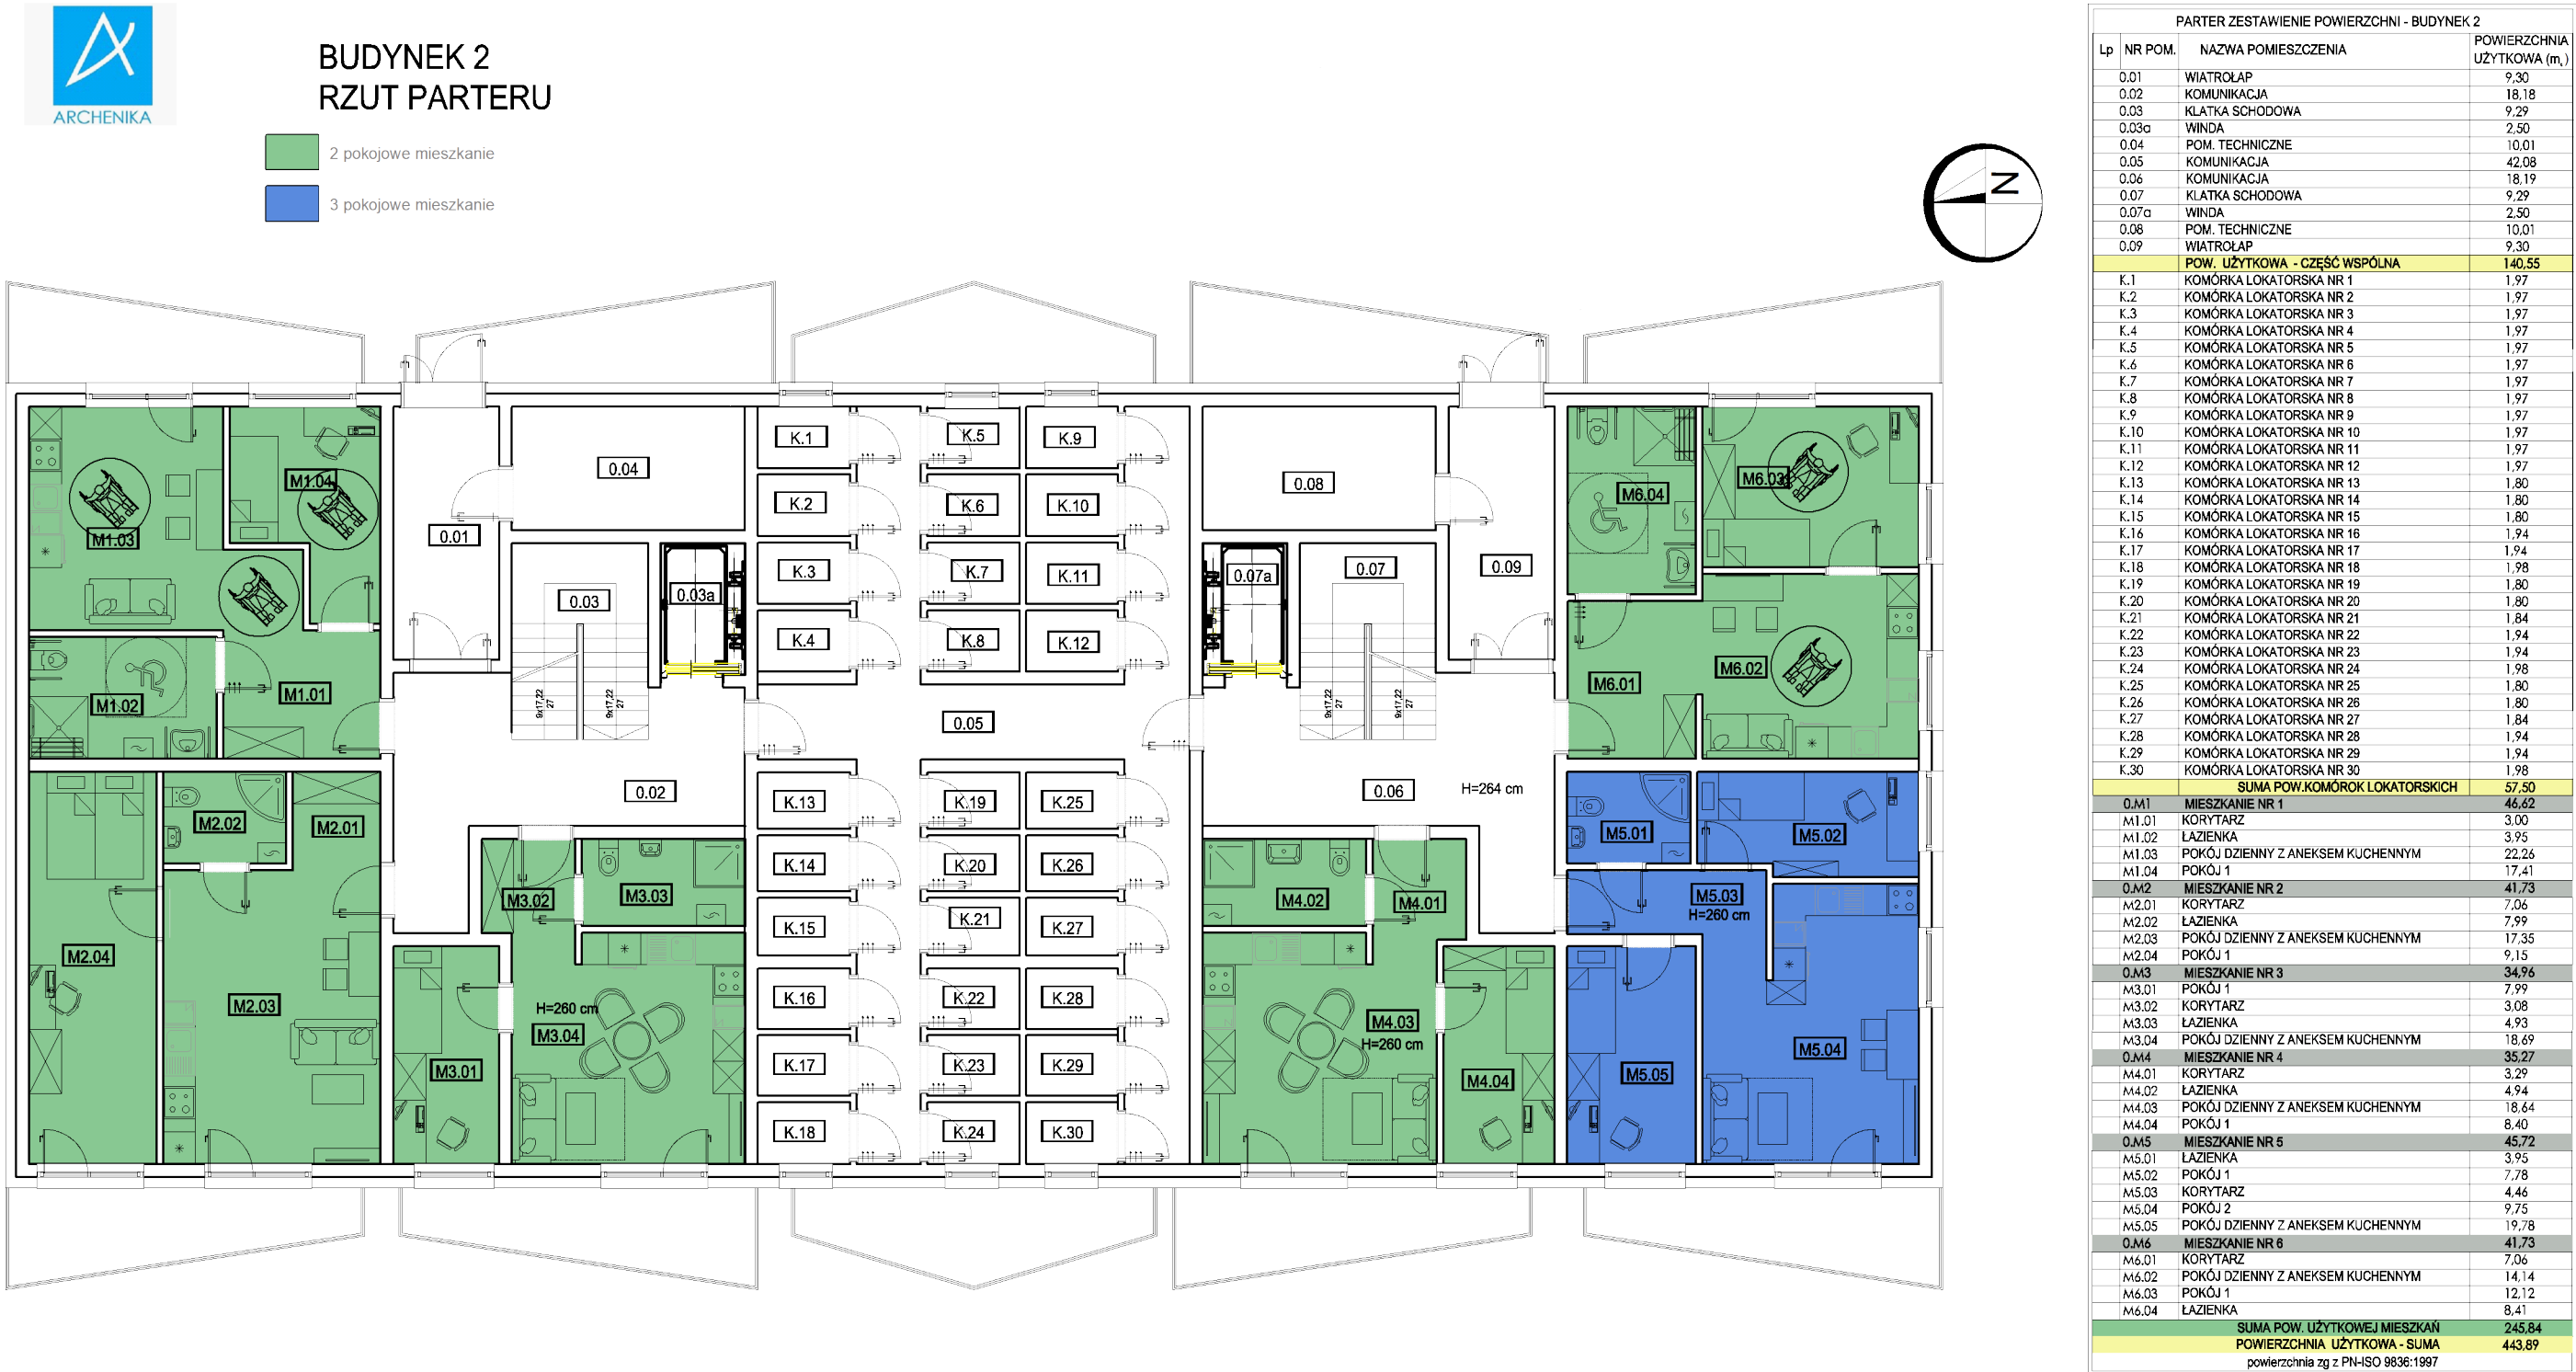 ARCHENIKA
BUDYNEK 2
RZUT PARTERU
2 pokojowe mieszkanie
3 pokojowe mieszkanie
N
M1.03
M1.04
M1.02
M1.01
M2.02
M2.01
M2.04
M2.03
0.01
0.04
0.03
0.03a
9x17,22
27
9x17,22
27
0.02
M3.02
M3.03
H=260 cm
M3.04
M3.01
K.1
K.2
K.3
K.4
K.5
K.6
K.7
K.8
K.9
K.10
K.11
K.12
0.05
K.13
K.14
K.15
K.16
K.17
K.18
K.19
K.20
K.21
K.22
K.23
K.24
K.25
K.26
K.27
K.28
K.29
K.30
0.08
0.07a
0.07
0.09
9x17,22
27
9x17,22
27
0.06
H=264 cm
M4.02
M4.01
M4.03
H=260 cm
M4.04
M6.04
M6.03
M6.01
M6.02
M5.01
M5.02
M5.03
H=260 cm
M5.04
M5.05
PARTER ZESTAWIENIE POWIERZCHNI - BUDYNEK 2
Lp NR POM. NAZWA POMIESZCZENIA POWIERZCHNIA UŻYTKOWA (m,)
0.01 WIATROŁAP 9,30
0.02 KOMUNIKACJA 18,18
0.03 KLATKA SCHODOWA 9,29
0.03a WINDA 2,50
0.04 POM. TECHNICZNE 10,01
0.05 KOMUNIKACJA 42,08
0.06 KOMUNIKACJA 18,19
0.07 KLATKA SCHODOWA 9,29
0.07a WINDA 2,50
0.08 POM. TECHNICZNE 10,01
0.09 WIATROŁAP 9,30
POW. UŻYTKOWA - CZĘŚĆ WSPÓLNA 140,55
K.1 KOMÓRKA LOKATORSKA NR 1 1,97
K.2 KOMÓRKA LOKATORSKA NR 2 1,97
K.3 KOMÓRKA LOKATORSKA NR 3 1,97
K.4 KOMÓRKA LOKATORSKA NR 4 1,97
K.5 KOMÓRKA LOKATORSKA NR 5 1,97
K.6 KOMÓRKA LOKATORSKA NR 6 1,97
K.7 KOMÓRKA LOKATORSKA NR 7 1,97
K.8 KOMÓRKA LOKATORSKA NR 8 1,97
K.9 KOMÓRKA LOKATORSKA NR 9 1,97
K.10 KOMÓRKA LOKATORSKA NR 10 1,97
K.11 KOMÓRKA LOKATORSKA NR 11 1,97
K.12 KOMÓRKA LOKATORSKA NR 12 1,97
K.13 KOMÓRKA LOKATORSKA NR 13 1,80
K.14 KOMÓRKA LOKATORSKA NR 14 1,80
K.15 KOMÓRKA LOKATORSKA NR 15 1,80
K.16 KOMÓRKA LOKATORSKA NR 16 1,94
K.17 KOMÓRKA LOKATORSKA NR 17 1,94
K.18 KOMÓRKA LOKATORSKA NR 18 1,98
K.19 KOMÓRKA LOKATORSKA NR 19 1,80
K.20 KOMÓRKA LOKATORSKA NR 20 1,80
K.21 KOMÓRKA LOKATORSKA NR 21 1,84
K.22 KOMÓRKA LOKATORSKA NR 22 1,94
K.23 KOMÓRKA LOKATORSKA NR 23 1,94
K.24 KOMÓRKA LOKATORSKA NR 24 1,98
K.25 KOMÓRKA LOKATORSKA NR 25 1,80
K.26 KOMÓRKA LOKATORSKA NR 26 1,80
K.27 KOMÓRKA LOKATORSKA NR 27 1,84
K.28 KOMÓRKA LOKATORSKA NR 28 1,94
K.29 KOMÓRKA LOKATORSKA NR 29 1,94
K.30 KOMÓRKA LOKATORSKA NR 30 1,98
SUMA POW.KOMÓROK LOKATORSKICH 57,50
0.M1 MIESZKANIE NR 1 46,62
M1.01 KORYTARZ 3,00
M1.02 ŁAZIENKA 3,95
M1.03 POKÓJ DZIENNY Z ANEKSEM KUCHENNYM 22,26
M1.04 POKÓJ 1 17,41
0.M2 MIESZKANIE NR 2 41,73
M2.01 KORYTARZ 7,06
M2.02 ŁAZIENKA 7,99
M2.03 POKÓJ DZIENNY Z ANEKSEM KUCHENNYM 17,35
M2.04 POKÓJ 1 9,15
0.M3 MIESZKANIE NR 3 34,96
M3.01 POKÓJ 1 7,99
M3.02 KORYTARZ 3,08
M3.03 ŁAZIENKA 4,93
M3.04 POKÓJ DZIENNY Z ANEKSEM KUCHENNYM 18,69
0.M4 MIESZKANIE NR 4 35,27
M4.01 KORYTARZ 3,29
M4.02 ŁAZIENKA 4,94
M4.03 POKÓJ DZIENNY Z ANEKSEM KUCHENNYM 18,64
M4.04 POKÓJ 1 8,40
0.M5 MIESZKANIE NR 5 45,72
M5.01 ŁAZIENKA 3,95
M5.02 POKÓJ 1 7,78
M5.03 KORYTARZ 4,46
M5.04 POKÓJ 2 9,75
M5.05 POKÓJ DZIENNY Z ANEKSEM KUCHENNYM 19,78
0.M6 MIESZKANIE NR 6 41,73
M6.01 KORYTARZ 7,06
M6.02 POKÓJ DZIENNY Z ANEKSEM KUCHENNYM 14,14
M6.03 POKÓJ 1 12,12
M6.04 ŁAZIENKA 8,41
SUMA POW. UŻYTKOWEJ MIESZKAŃ 245,84
POWIERZCHNIA UŻYTKOWA - SUMA 443,89
powierzchnia zg z PN-ISO 9836:1997